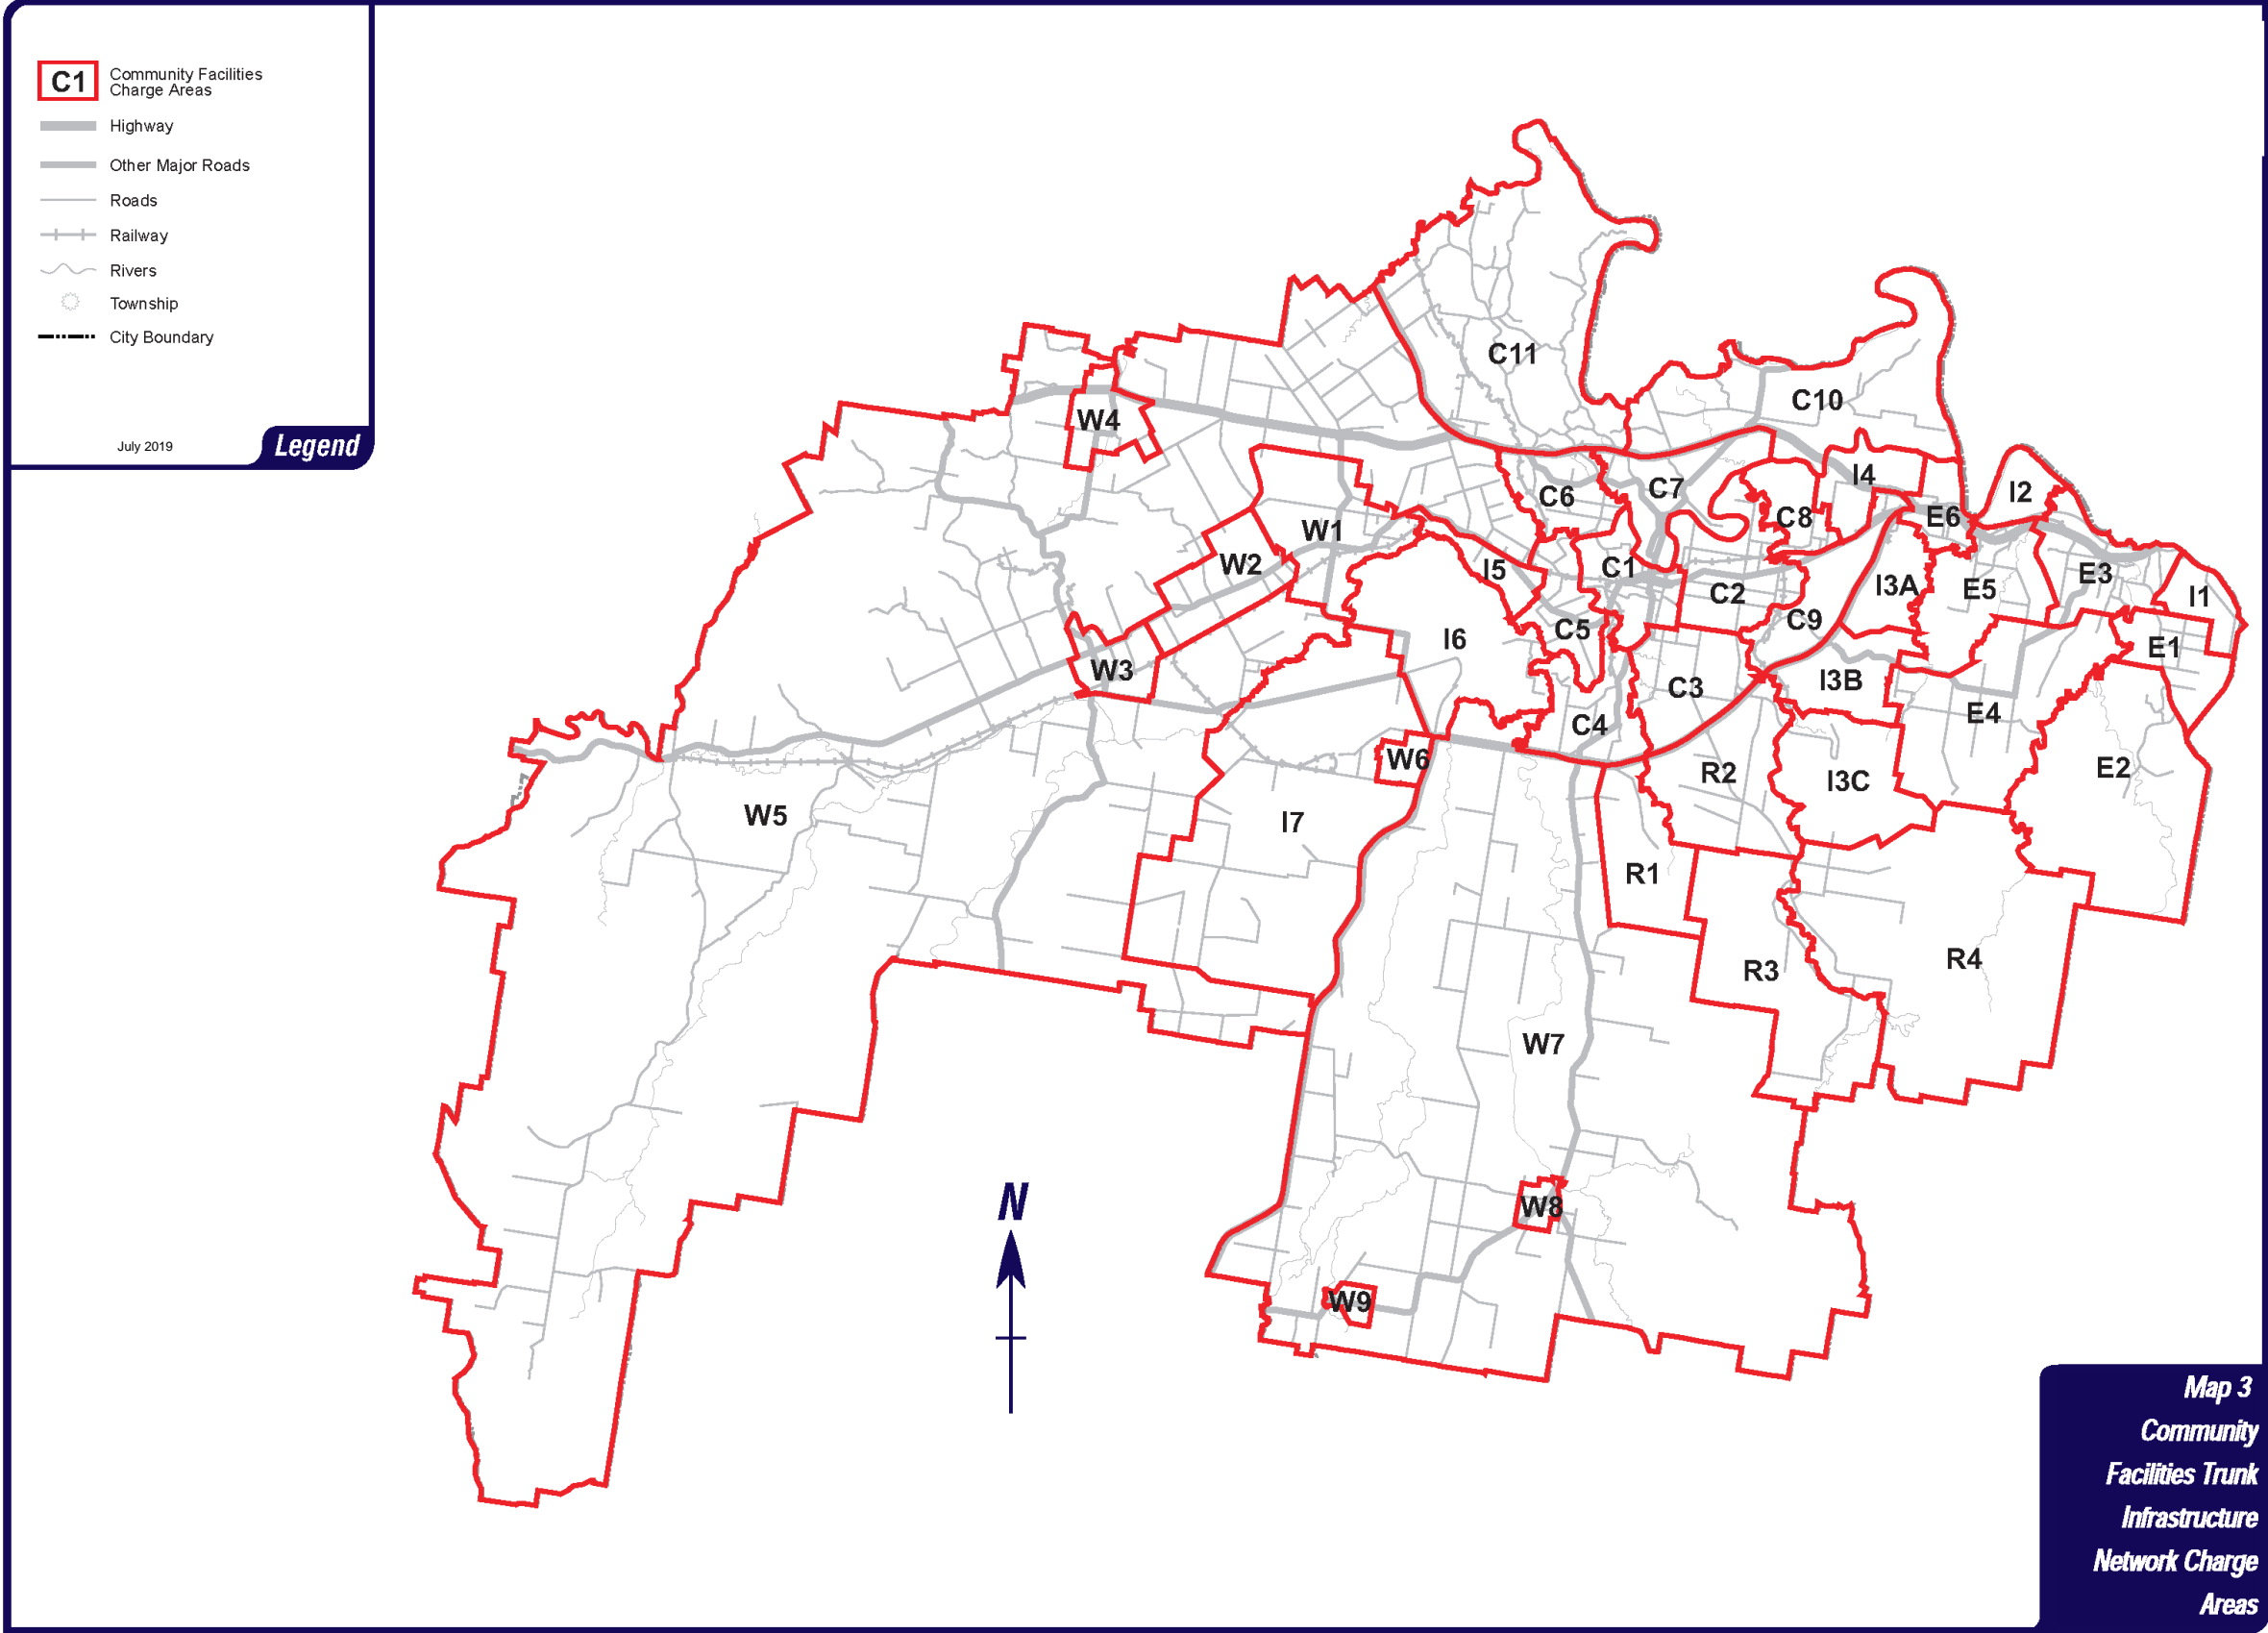 C1
Community Facilities
Charge Areas
Highway
Other Major Roads
Roads
Railway
Rivers
Township
City Boundary
July 2019
Legend
C11
C10
W4
I4
C7
C6
I2
C8
E6
W1
W2
C1
I5
E3
I3A
E5
C2
I1
C9
C5
I6
E1
W3
I3B
C3
E4
C4
W6
E2
R2
I3C
W5
I7
R1
R4
R3
W7
W8
W9
N
Map 3
Community
Facilities Trunk
Infrastructure
Network Charge
Areas